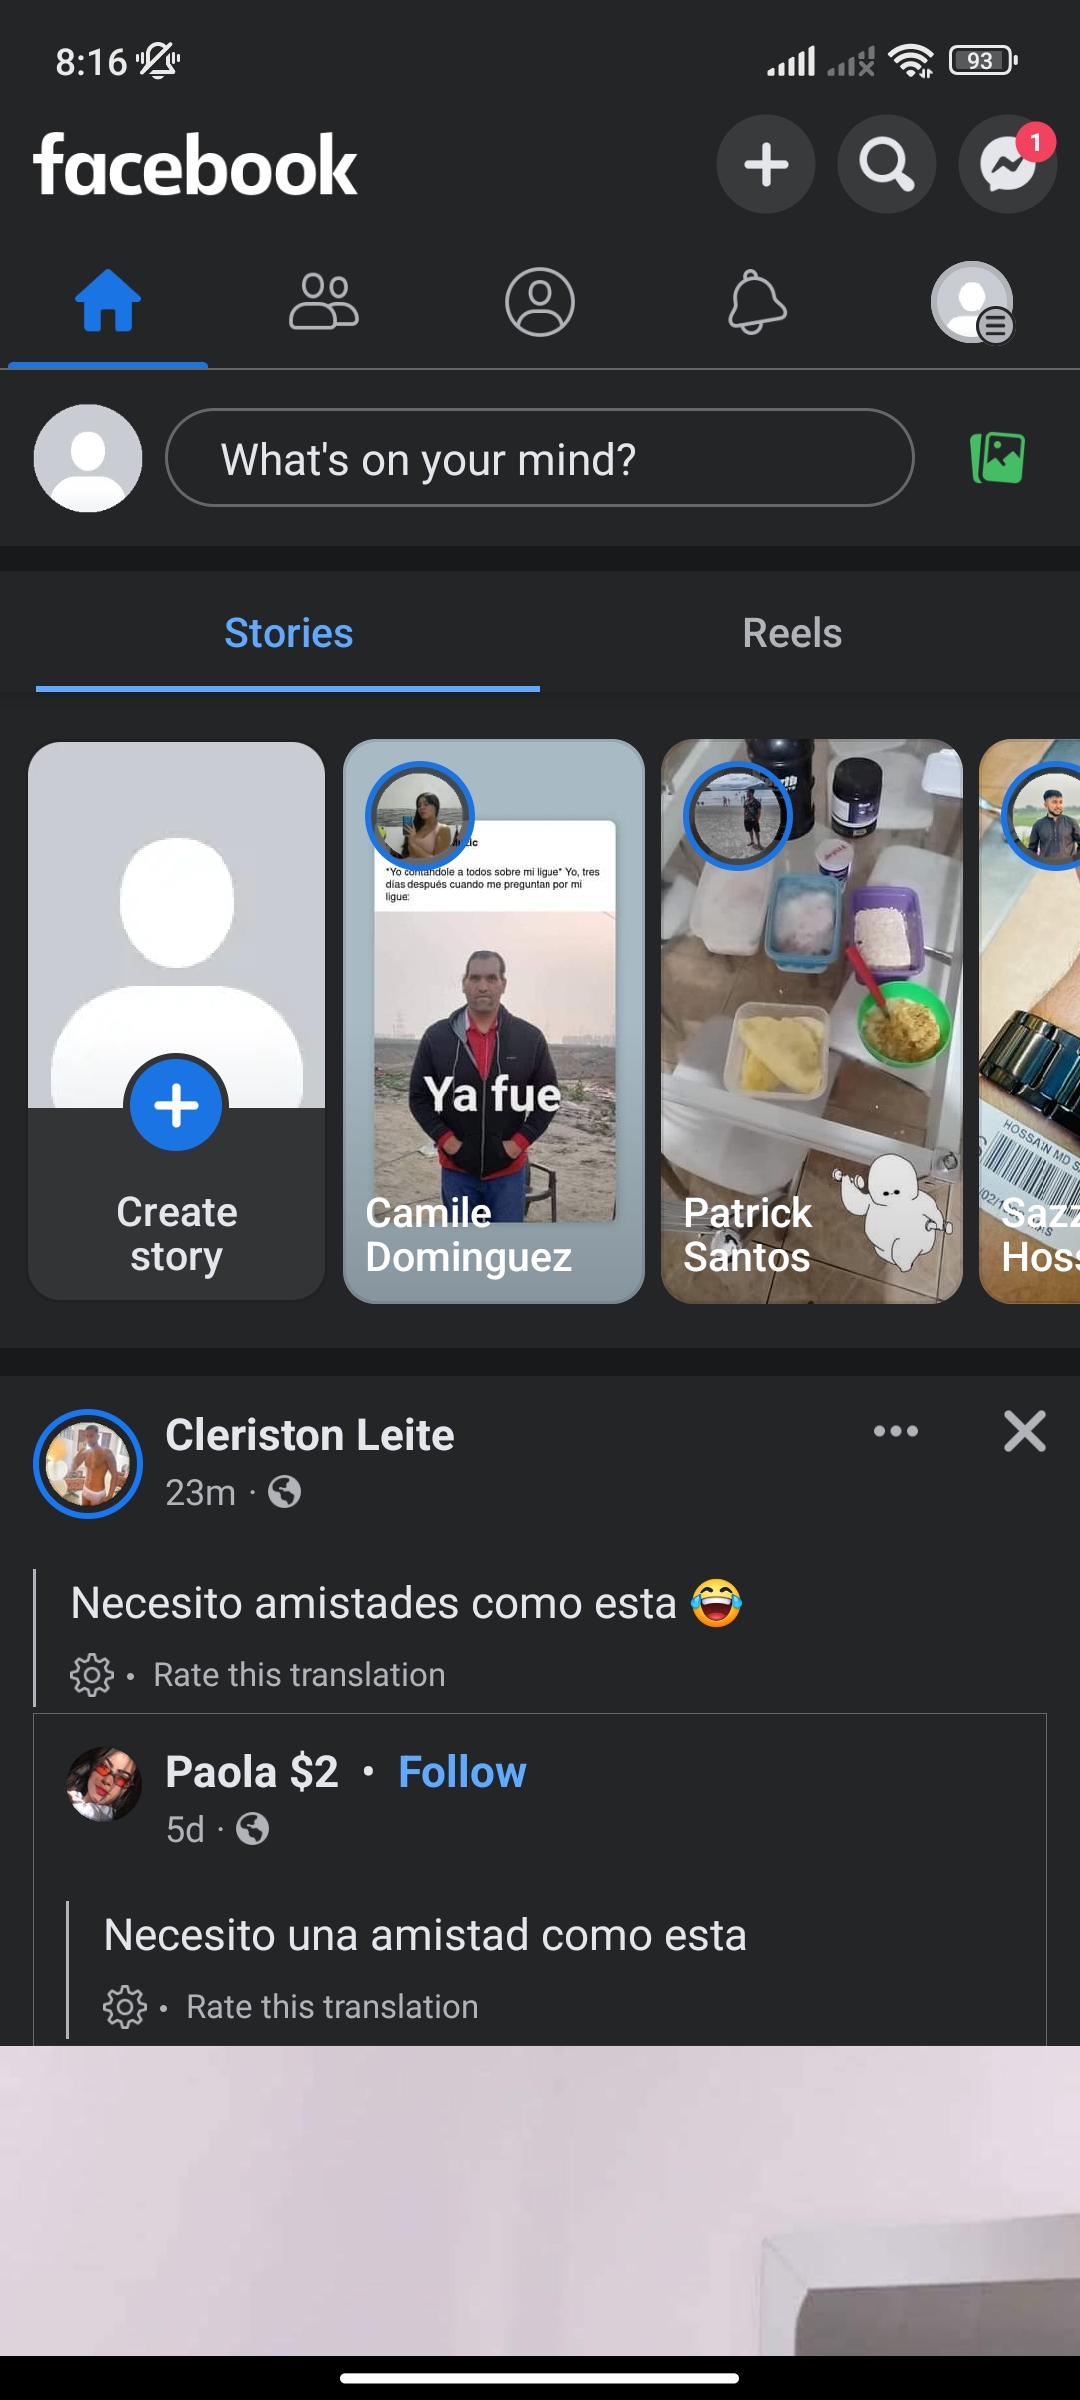 8:16
93
facebook
1
What's on your mind?
Stories
Reels
*Yo contándole a todos sobre mi ligue* Yo, tres
días después cuando me preguntan por mi
ligue:
Ya fue
HOSSAIN MD S
Create
story
Camile
Dominguez
Patrick
Santos
Sazz
Hoss
Cleriston Leite
23m ·
Necesito amistades como esta 😂
• Rate this translation
Paola $2 • Follow
5d ·
Necesito una amistad como esta
• Rate this translation